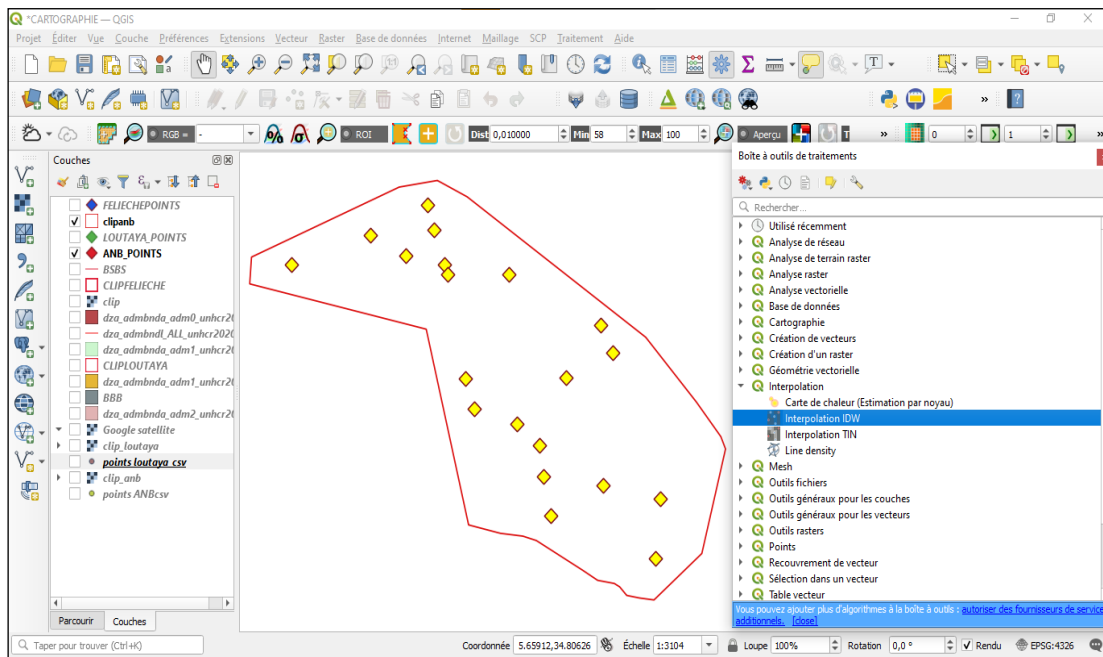 *CARTOGRAPHIE — QGIS
Projet Éditer Vue Couche Préférences Extensions Vecteur Raster Base de données Internet Maillage SCP Traitement Aide
RGB = -
ROI
Dist 0,010000
Min 58
Max 100
Aperçu
T
»
0
1
»
Couches
FELIECHEPOINTS
clipanb
LOUTAYA_POINTS
ANB_POINTS
BSBS
CLIPFELIECHE
clip
dza_admbnda_adm0_unhcr20
dza_admbndl_ALL_unhcr2020
dza_admbnda_adm1_unhcr20
CLIPLOUTAYA
dza_admbnda_adm1_unhcr20
BBB
dza_admbnda_adm2_unhcr20
Google satellite
clip_loutaya
points loutaya csv
clip_anb
points ANBcsv
Parcourir Couches
Boîte à outils de traitements
Rechercher...
Utilisé récemment
Analyse de réseau
Analyse de terrain raster
Analyse raster
Analyse vectorielle
Base de données
Cartographie
Création de vecteurs
Création d'un raster
Géométrie vectorielle
Interpolation
Carte de chaleur (Estimation par noyau)
Interpolation IDW
Interpolation TIN
Line density
Mesh
Outils fichiers
Outils généraux pour les couches
Outils généraux pour les vecteurs
Outils rasters
Points
Recouvrement de vecteur
Sélection dans un vecteur
Table vecteur
Vous pouvez ajouter plus d'algorithmes à la boîte à outils : autoriser des fournisseurs de service
additionnels. [close]
Taper pour trouver (Ctrl+K)
Coordonnée 5.65912,34.80626
Échelle 1:3104
Loupe 100%
Rotation 0,0 °
Rendu
EPSG:4326